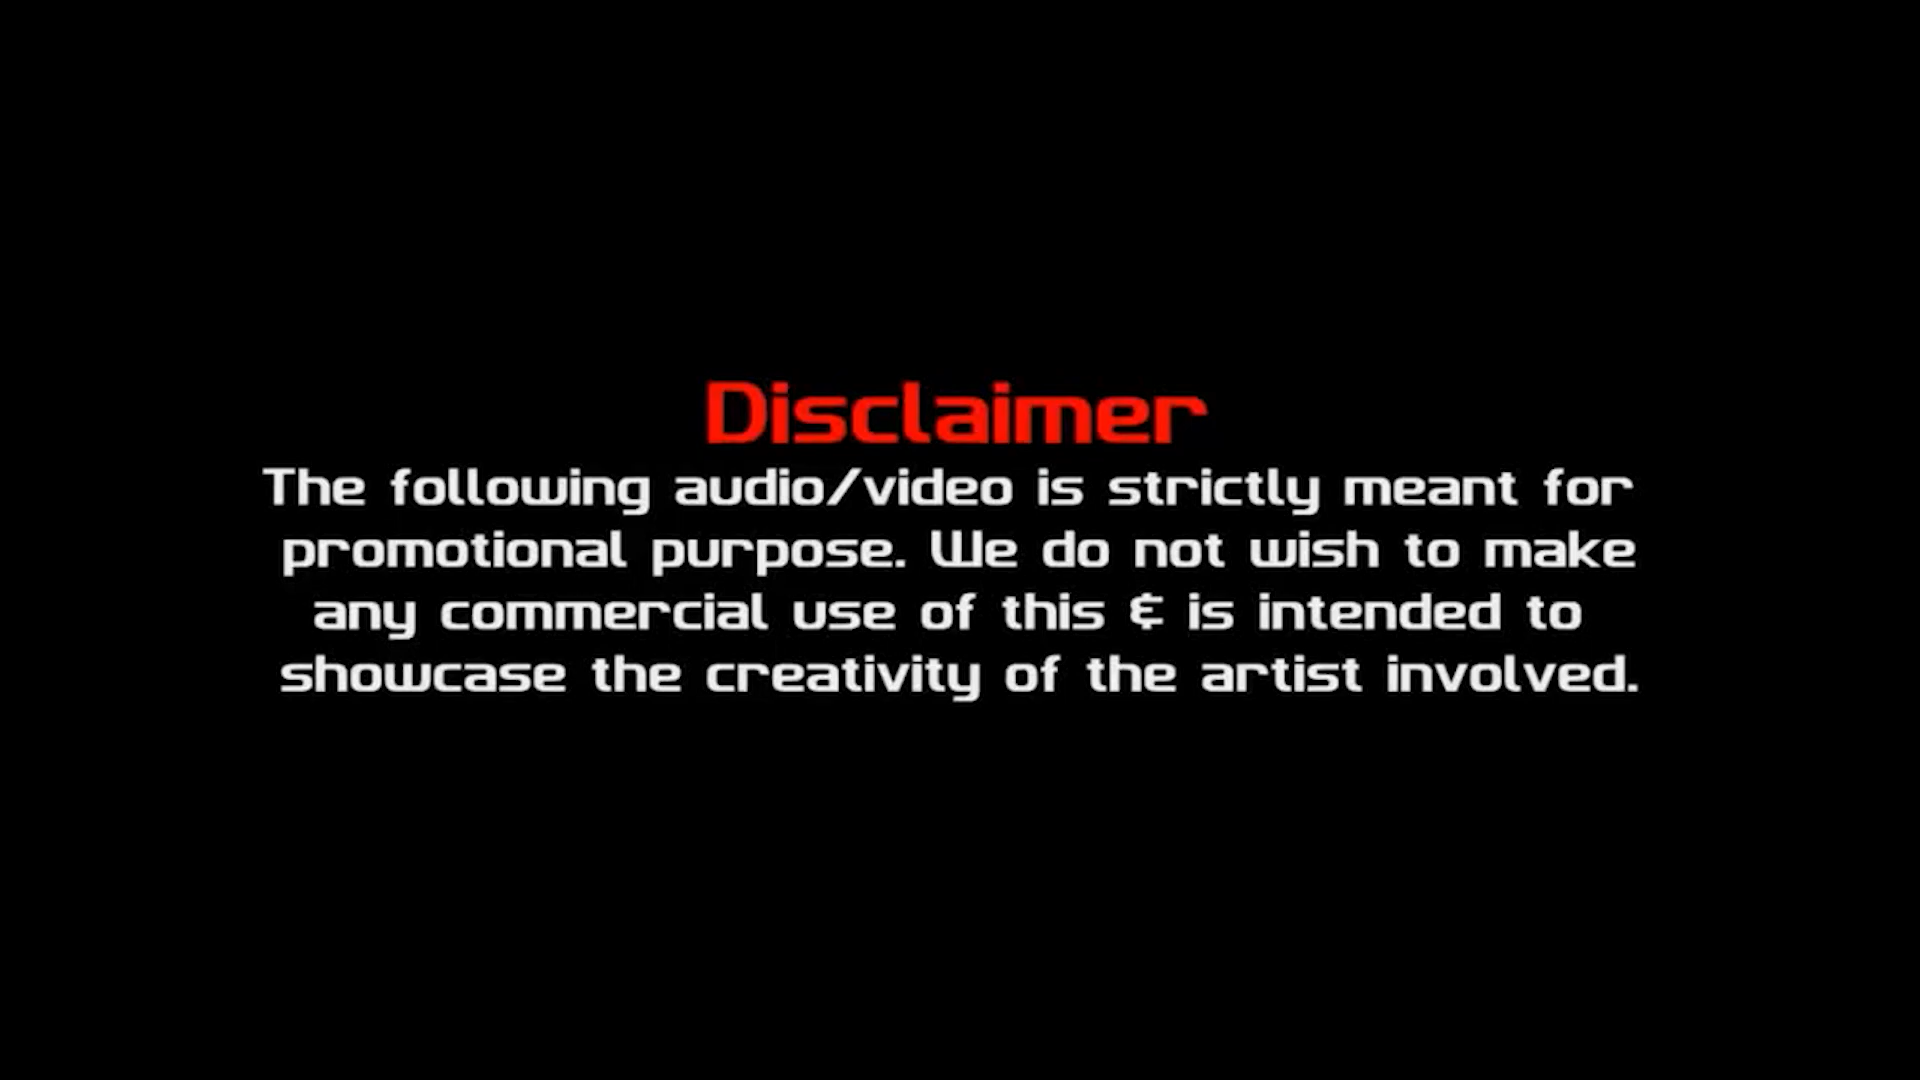 Disclaimer
The following audio/video is strictly meant for
promotional purpose. We do not wish to make
any commercial use of this & is intended to
showcase the creativity of the artist involved.